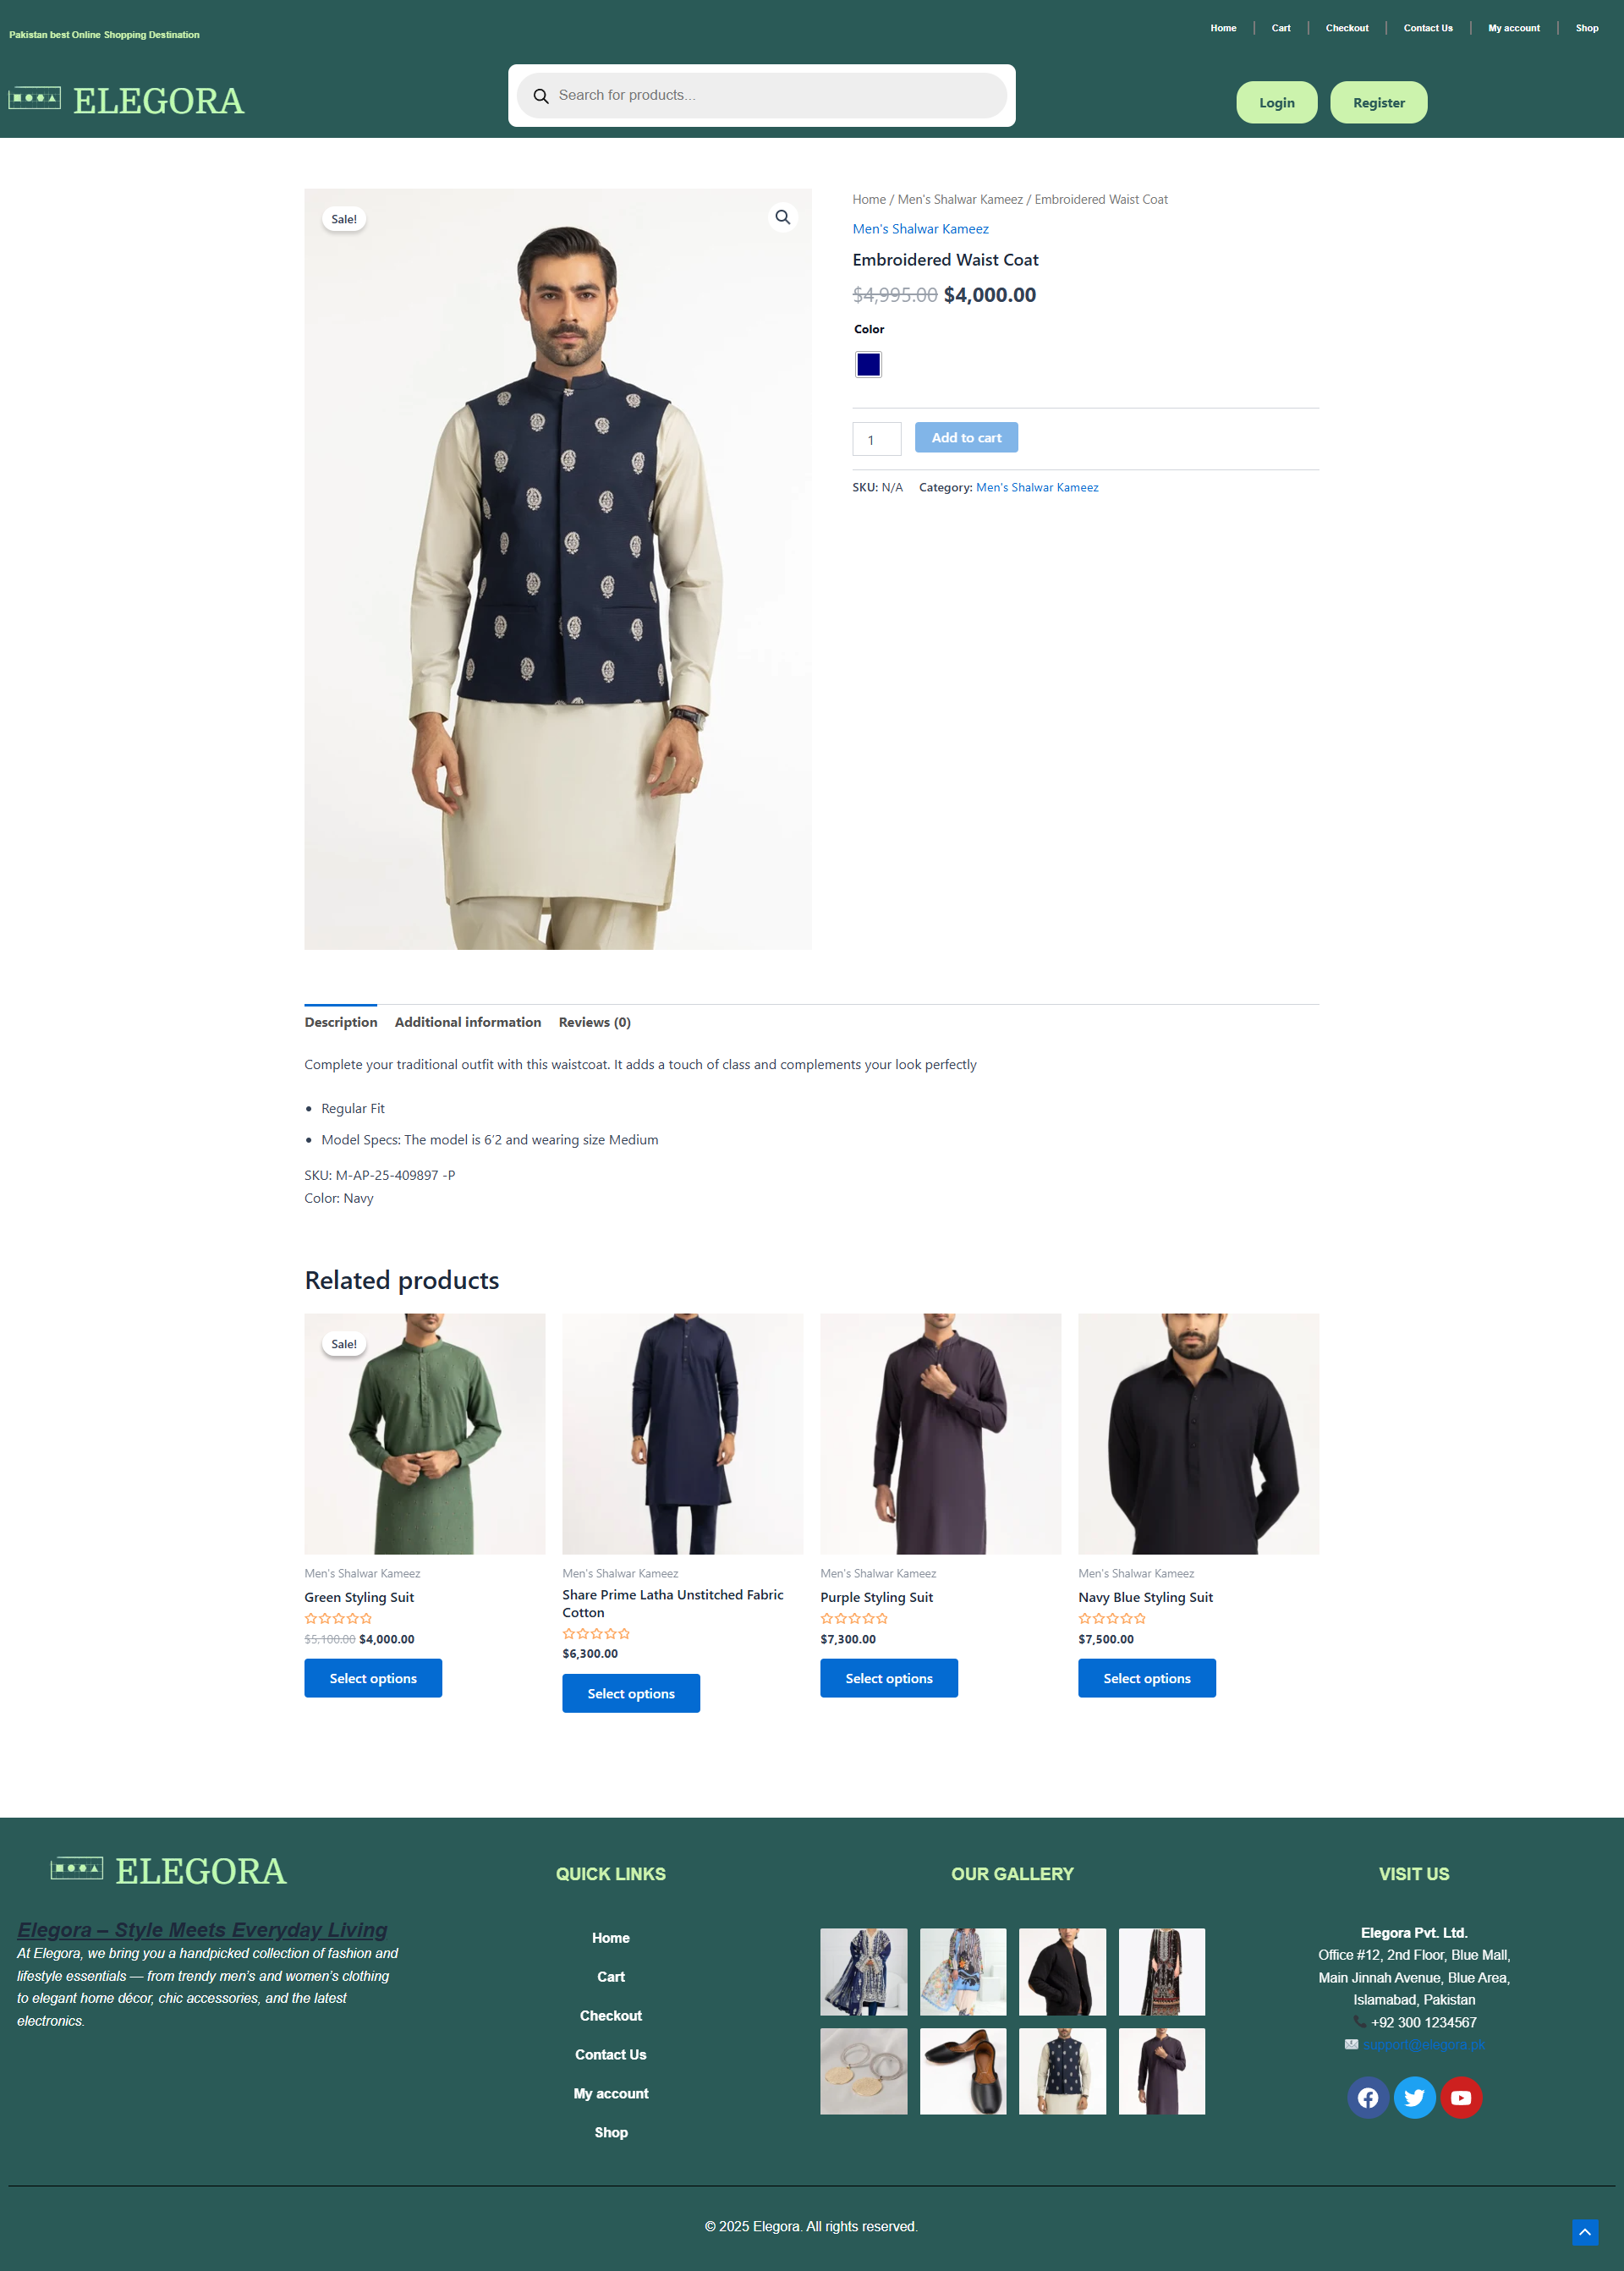 Pakistan best Online Shopping Destination
Home
Cart
Checkout
Contact Us
My account
Shop
ELEGORA
Search for products...
Login
Register
Sale!
Home / Men's Shalwar Kameez / Embroidered Waist Coat
Men's Shalwar Kameez
Embroidered Waist Coat
$4,995.00 $4,000.00
Color
1
Add to cart
SKU: N/A Category: Men's Shalwar Kameez
Description
Additional information
Reviews (0)
Complete your traditional outfit with this waistcoat. It adds a touch of class and complements your look perfectly
• Regular Fit
• Model Specs: The model is 6’2 and wearing size Medium
SKU: M-AP-25-409897 -P
Color: Navy
Related products
Sale!
Men's Shalwar Kameez
Green Styling Suit
$5,100.00 $4,000.00
Select options
Men's Shalwar Kameez
Share Prime Latha Unstitched Fabric
Cotton
$6,300.00
Select options
Men's Shalwar Kameez
Purple Styling Suit
$7,300.00
Select options
Men's Shalwar Kameez
Navy Blue Styling Suit
$7,500.00
Select options
ELEGORA
Elegora – Style Meets Everyday Living
At Elegora, we bring you a handpicked collection of fashion and
lifestyle essentials — from trendy men’s and women’s clothing
to elegant home décor, chic accessories, and the latest
electronics.
QUICK LINKS
Home
Cart
Checkout
Contact Us
My account
Shop
OUR GALLERY
VISIT US
Elegora Pvt. Ltd.
Office #12, 2nd Floor, Blue Mall,
Main Jinnah Avenue, Blue Area,
Islamabad, Pakistan
+92 300 1234567
support@elegora.pk
© 2025 Elegora. All rights reserved.